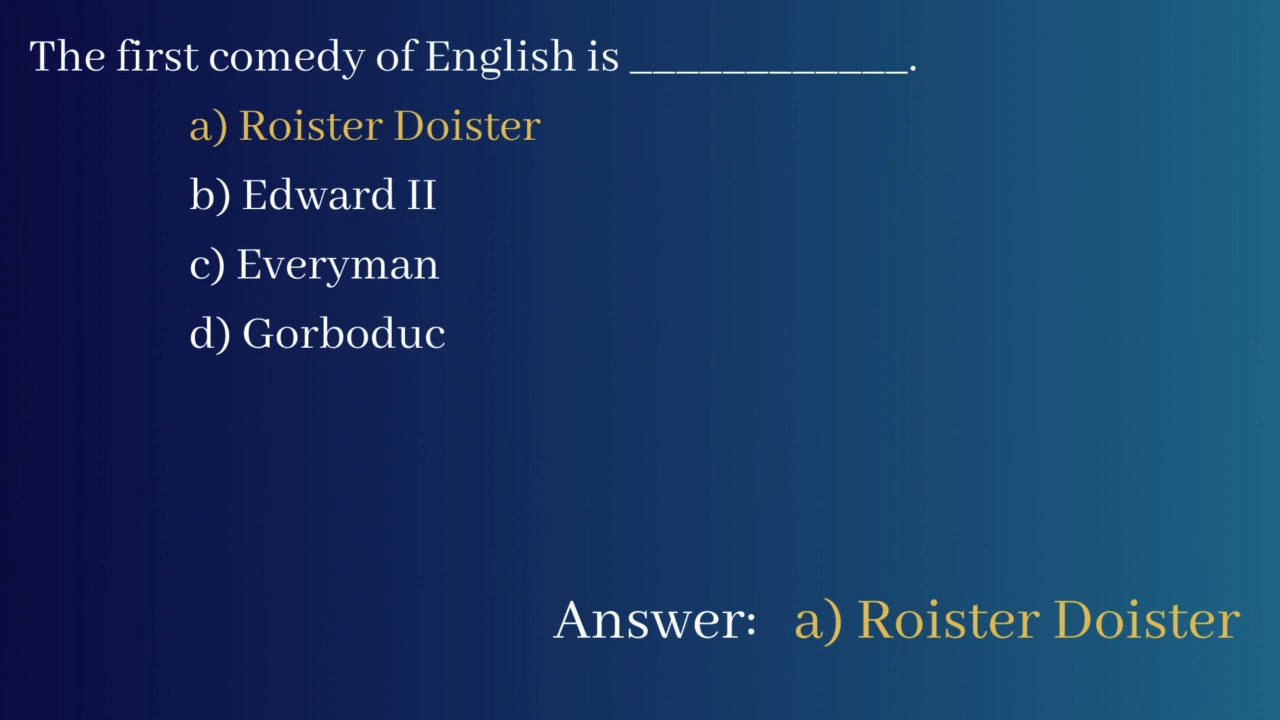 The first comedy of English is ____________.
a) Roister Doister
b) Edward II
c) Everyman
d) Gorboduc
Answer: a) Roister Doister